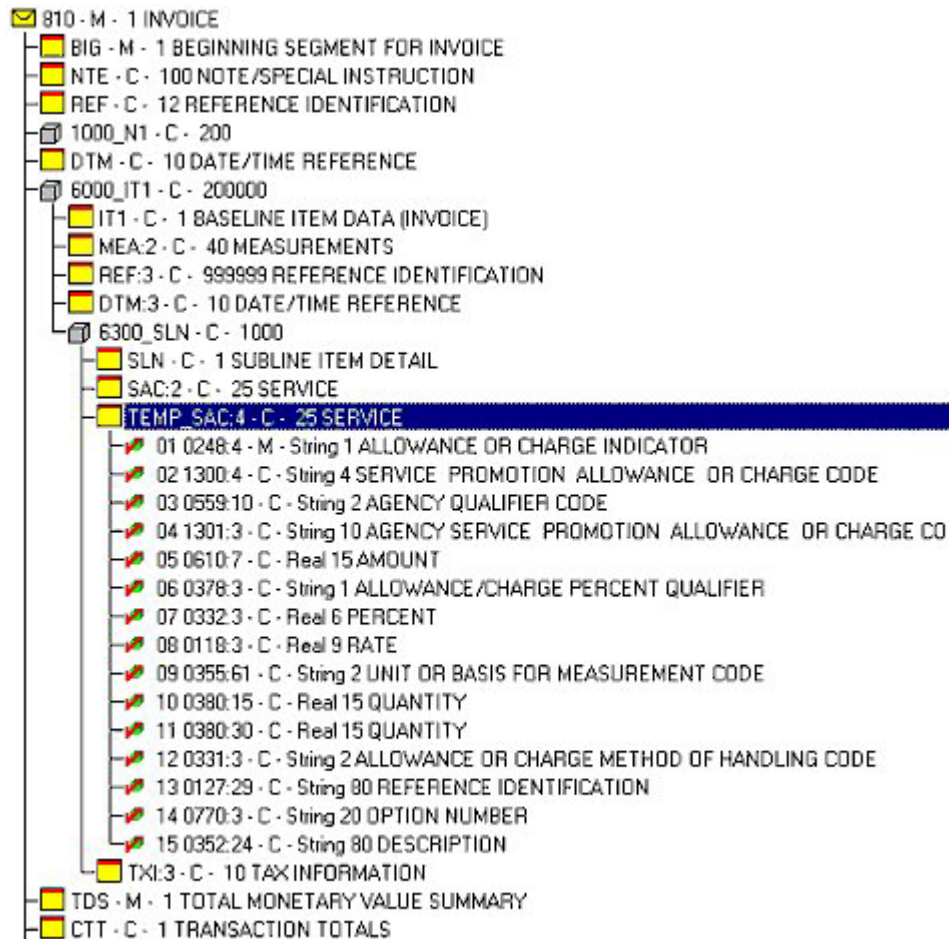 810 - M - 1 INVOICE
BIG - M - 1 BEGINNING SEGMENT FOR INVOICE
NTE - C - 100 NOTE/SPECIAL INSTRUCTION
REF - C - 12 REFERENCE IDENTIFICATION
1000_N1 - C - 200
DTM - C - 10 DATE/TIME REFERENCE
6000_IT1 - C - 200000
IT1 - C - 1 BASELINE ITEM DATA (INVOICE)
MEA:2 - C - 40 MEASUREMENTS
REF:3 - C - 999999 REFERENCE IDENTIFICATION
DTM:3 - C - 10 DATE/TIME REFERENCE
6300_SLN - C - 1000
SLN - C - 1 SUBLINE ITEM DETAIL
SAC:2 - C - 25 SERVICE
TEMP_SAC:4 - C - 25 SERVICE
01 0248:4 - M - String 1 ALLOWANCE OR CHARGE INDICATOR
02 1300:4 - C - String 4 SERVICE PROMOTION ALLOWANCE OR CHARGE CODE
03 0559:10 - C - String 2 AGENCY QUALIFIER CODE
04 1301:3 - C - String 10 AGENCY SERVICE PROMOTION ALLOWANCE OR CHARGE CO
05 0610:7 - C - Real 15 AMOUNT
06 0378:3 - C - String 1 ALLOWANCE/CHARGE PERCENT QUALIFIER
07 0332:3 - C - Real 6 PERCENT
08 0118:3 - C - Real 9 RATE
09 0355:61 - C - String 2 UNIT OR BASIS FOR MEASUREMENT CODE
10 0380:15 - C - Real 15 QUANTITY
11 0380:30 - C - Real 15 QUANTITY
12 0331:3 - C - String 2 ALLOWANCE OR CHARGE METHOD OF HANDLING CODE
13 0127:29 - C - String 80 REFERENCE IDENTIFICATION
14 0770:3 - C - String 20 OPTION NUMBER
15 0352:24 - C - String 80 DESCRIPTION
TXI:3 - C - 10 TAX INFORMATION
TDS - M - 1 TOTAL MONETARY VALUE SUMMARY
CTT - C - 1 TRANSACTION TOTALS